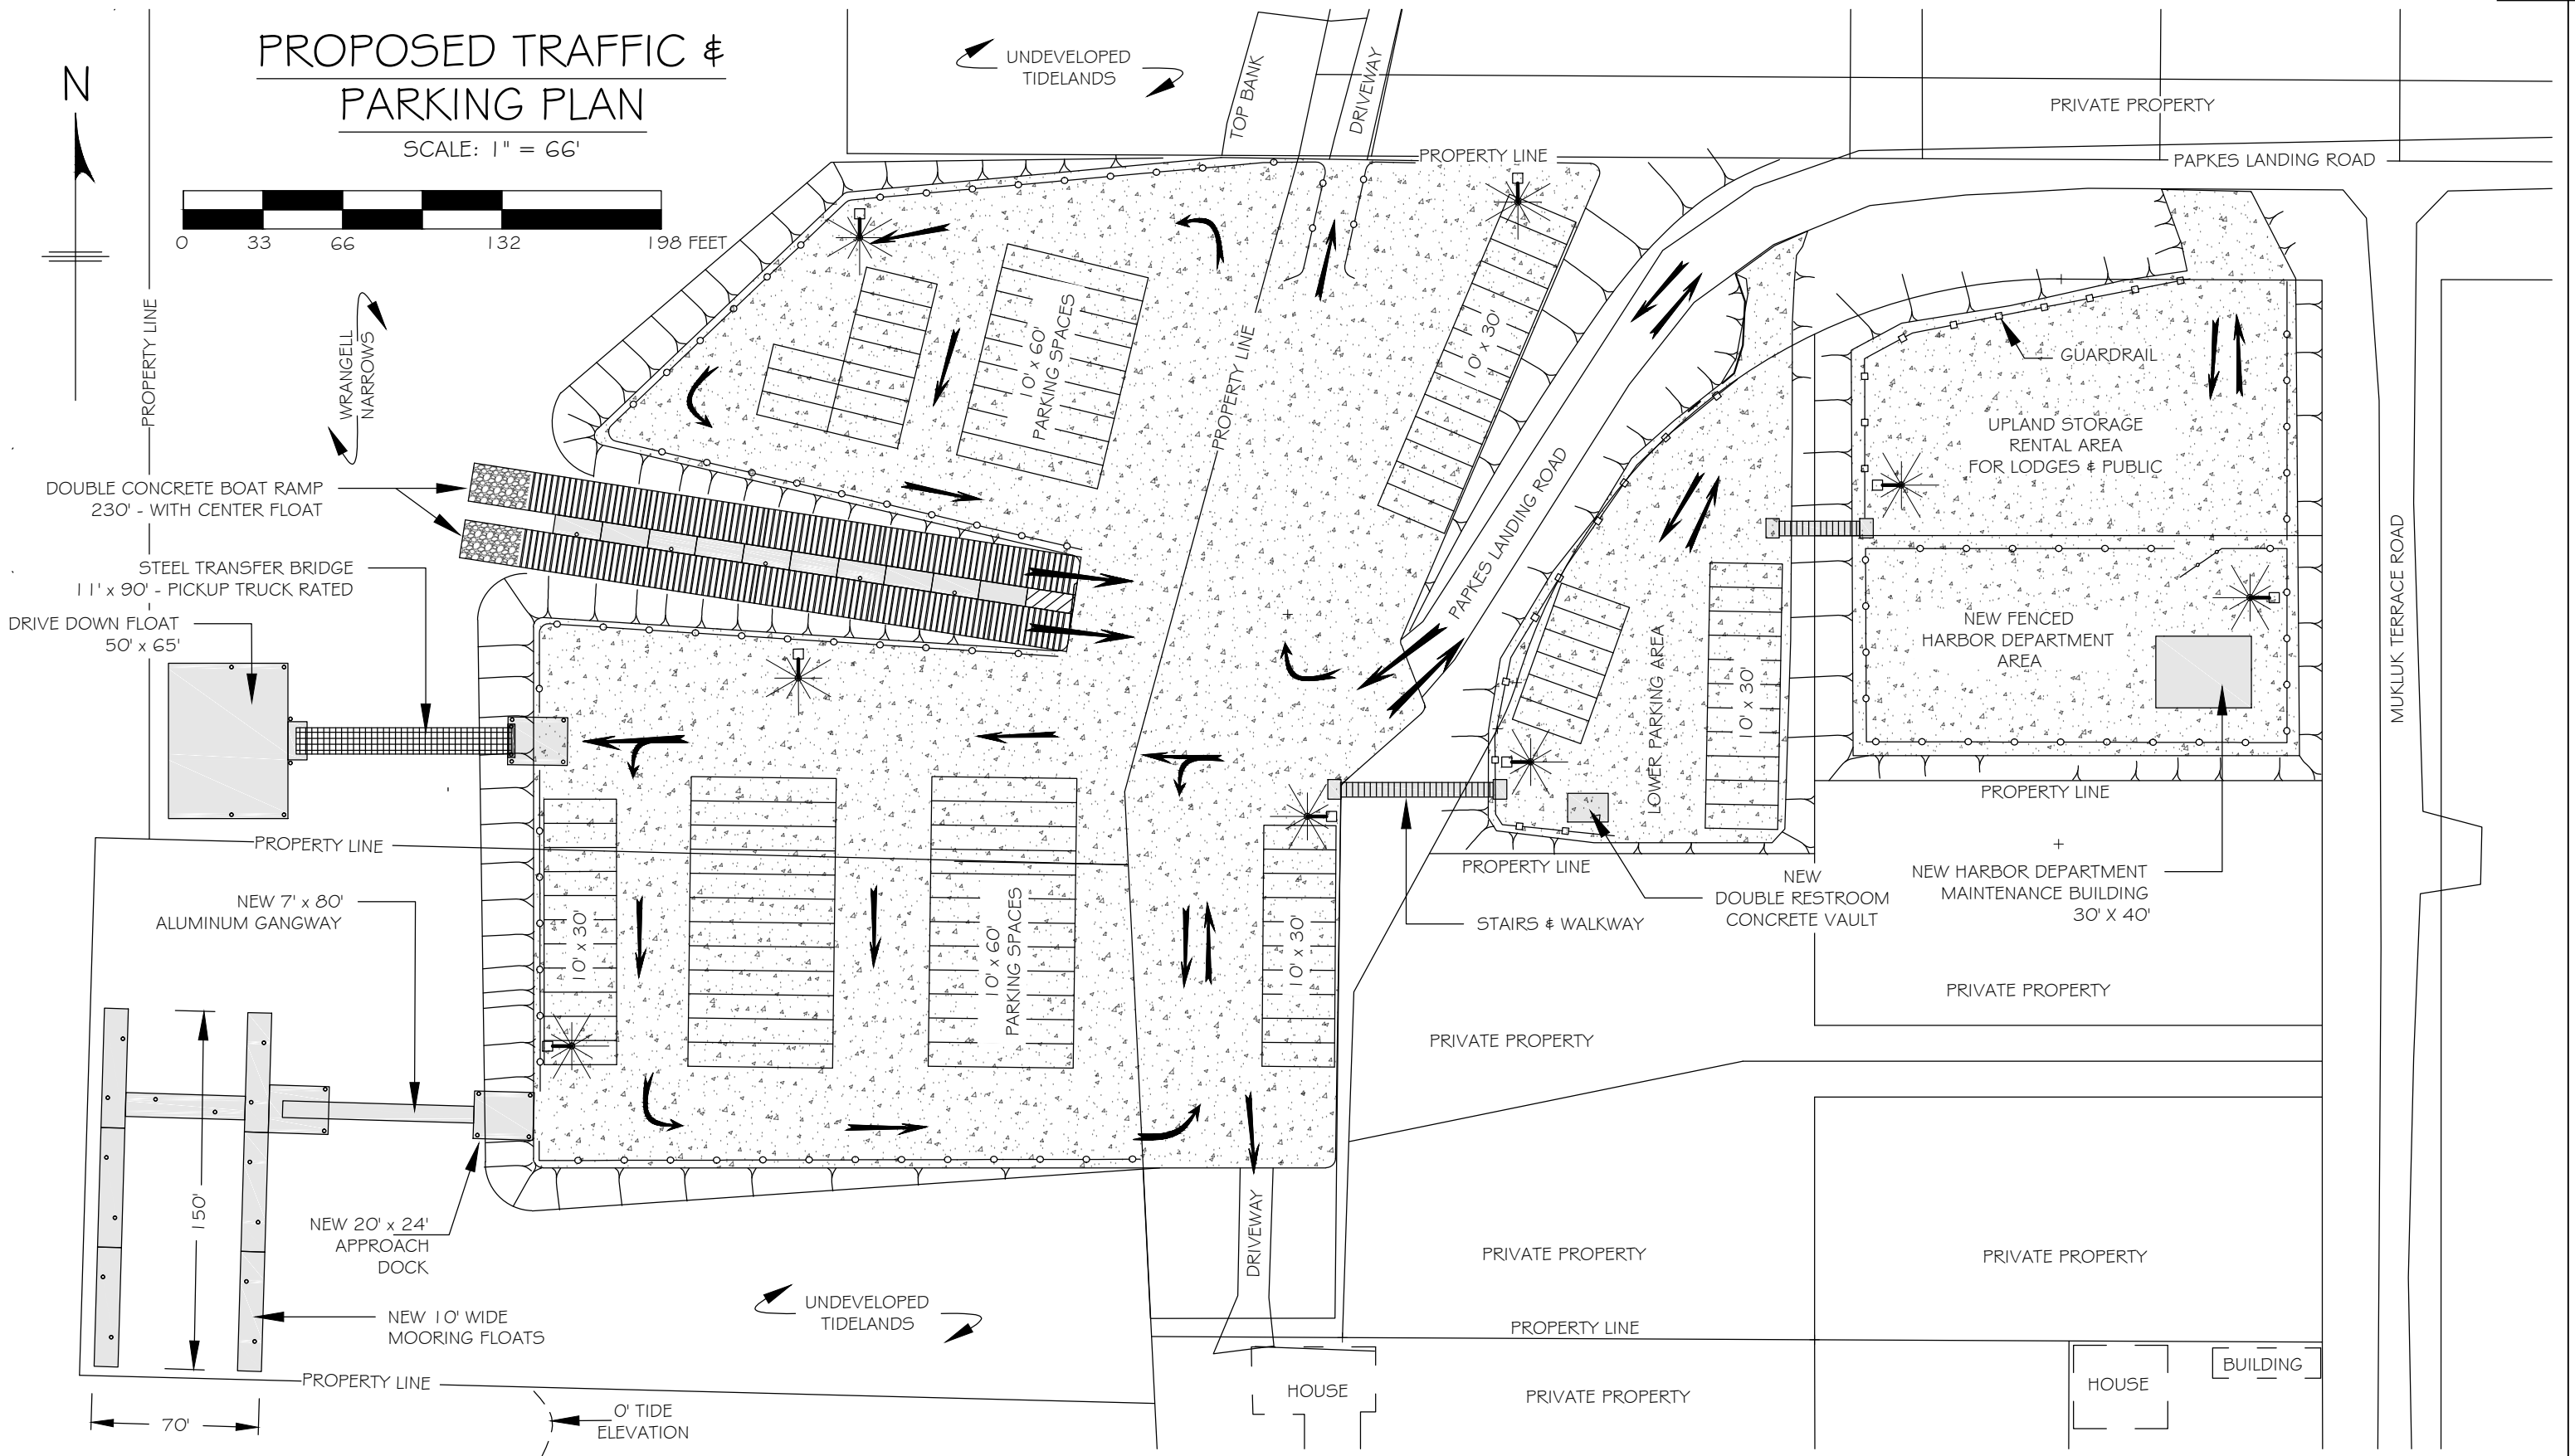 PROPOSED TRAFFIC &
PARKING PLAN
SCALE: 1" = 66'
N
0 33 66 132 198 FEET
UNDEVELOPED
TIDELANDS
TOP BANK
DRIVEWAY
PROPERTY LINE
PRIVATE PROPERTY
PAPKES LANDING ROAD
PROPERTY LINE
WRANGELL
NARROWS
10' x 60'
PARKING SPACES
PROPERTY LINE
10' x 30'
GUARDRAIL
UPLAND STORAGE
RENTAL AREA
FOR LODGES & PUBLIC
DOUBLE CONCRETE BOAT RAMP
230' - WITH CENTER FLOAT
STEEL TRANSFER BRIDGE
11' x 90' - PICKUP TRUCK RATED
DRIVE DOWN FLOAT
50' x 65'
PAPKES LANDING ROAD
NEW FENCED
HARBOR DEPARTMENT
AREA
LOWER PARKING AREA
10' x 30'
MUKLUK TERRACE ROAD
PROPERTY LINE
PROPERTY LINE
PROPERTY LINE
NEW 7' x 80'
ALUMINUM GANGWAY
10' x 30'
10' x 60'
PARKING SPACES
10' x 30'
STAIRS & WALKWAY
NEW
DOUBLE RESTROOM
CONCRETE VAULT
NEW HARBOR DEPARTMENT
MAINTENANCE BUILDING
30' X 40'
PRIVATE PROPERTY
PRIVATE PROPERTY
150'
NEW 20' x 24'
APPROACH
DOCK
DRIVEWAY
PRIVATE PROPERTY
PRIVATE PROPERTY
NEW 10' WIDE
MOORING FLOATS
UNDEVELOPED
TIDELANDS
PROPERTY LINE
PROPERTY LINE
HOUSE
PRIVATE PROPERTY
HOUSE
BUILDING
70'
0' TIDE
ELEVATION